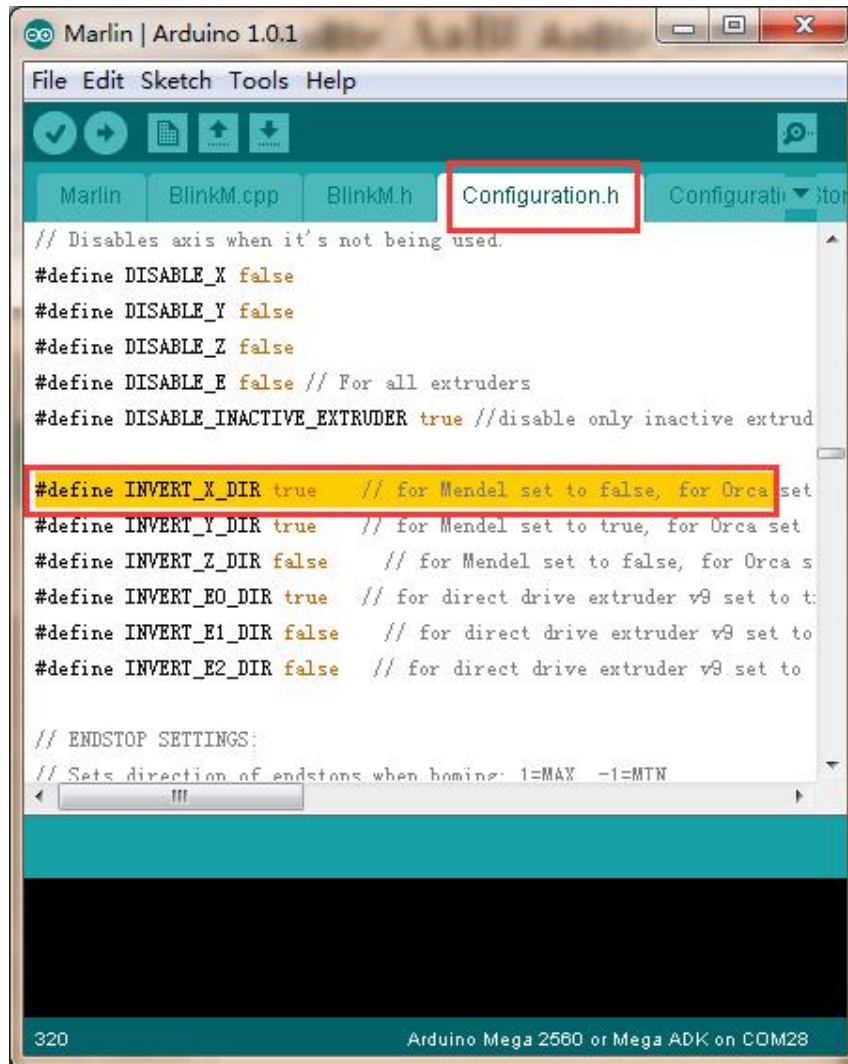 Marlin | Arduino 1.0.1
File Edit Sketch Tools Help
Marlin BlinkM.cpp BlinkM.h Configuration.h Configurati
// Disables axis when it's not being used.
#define DISABLE_X false
#define DISABLE_Y false
#define DISABLE_Z false
#define DISABLE_E false // For all extruders
#define DISABLE_INACTIVE_EXTRUDER true //disable only inactive extrud
#define INVERT_X_DIR true // for Mendel set to false, for Orca set
#define INVERT_Y_DIR true // for Mendel set to true, for Orca set
#define INVERT_Z_DIR false // for Mendel set to false, for Orca s
#define INVERT_E0_DIR true // for direct drive extruder v9 set to t
#define INVERT_E1_DIR false // for direct drive extruder v9 set to
#define INVERT_E2_DIR false // for direct drive extruder v9 set to
// ENDSTOP SETTINGS:
// Sets direction of endstops when homing; 1=MAX, -1=MIN
320 Arduino Mega 2560 or Mega ADK on COM28